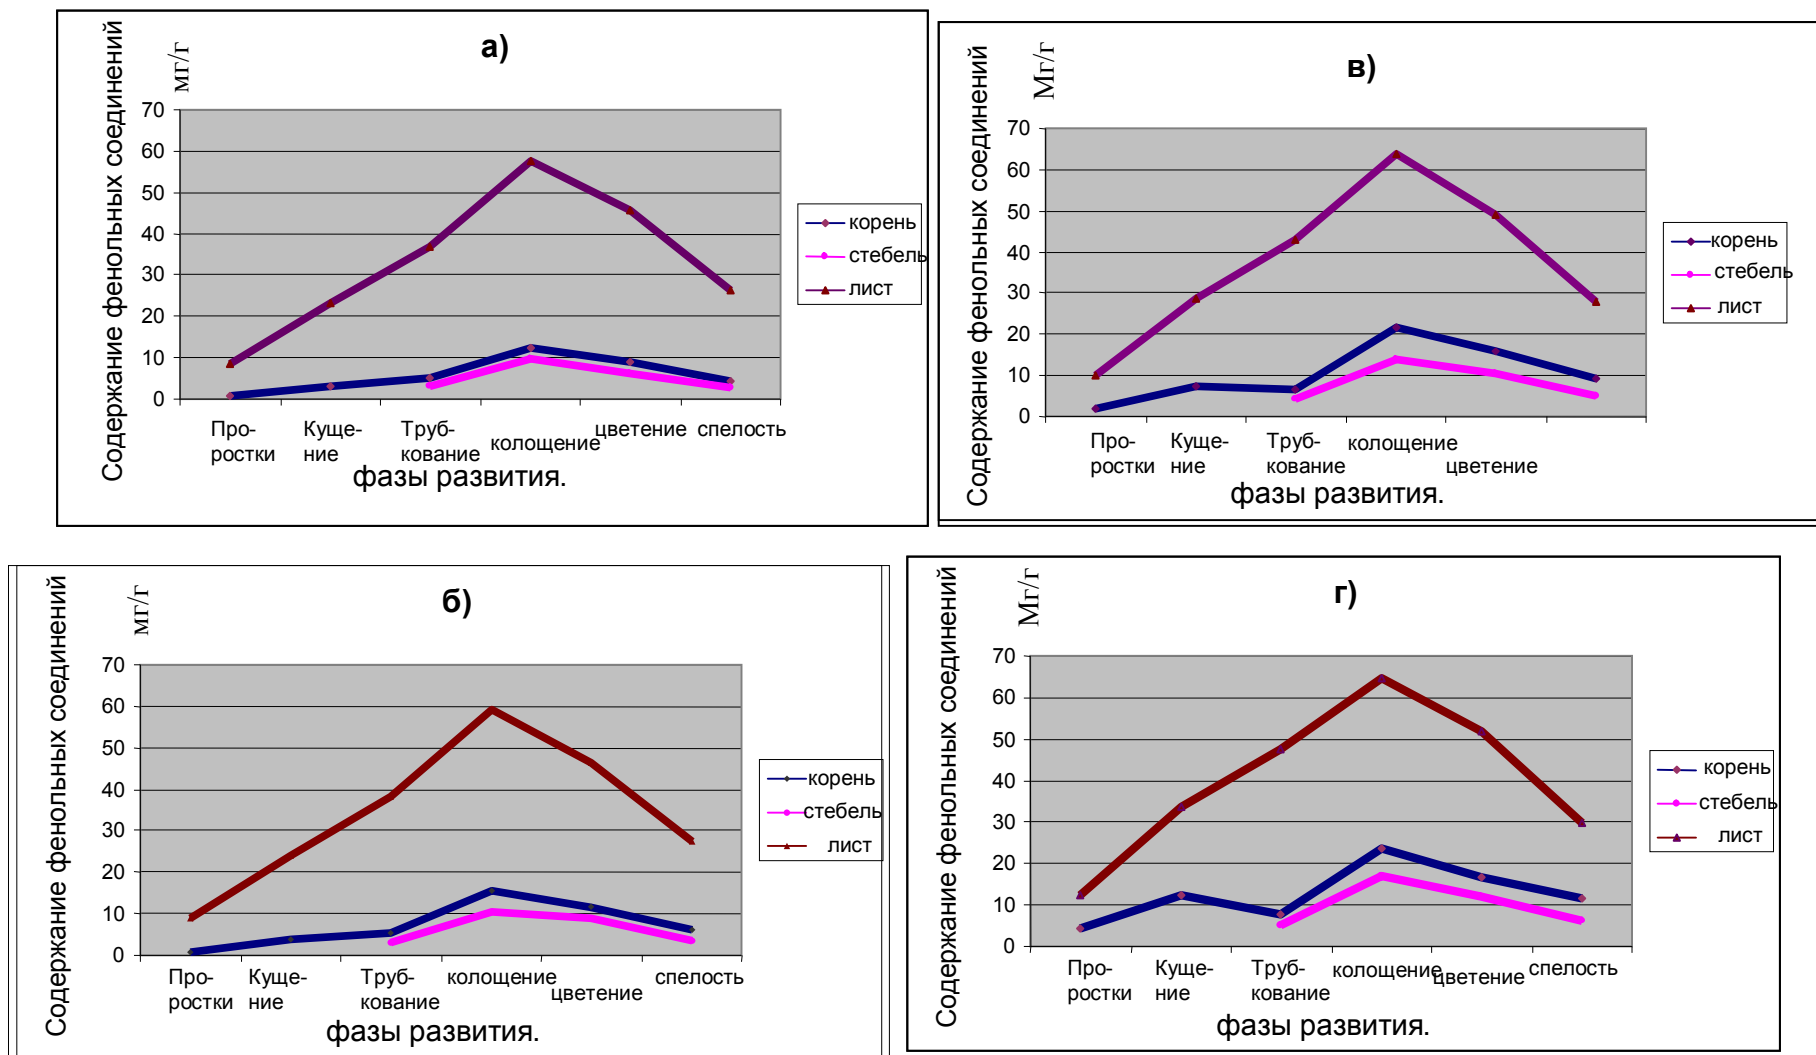 а)
Содержание фенольных соединений
мг/г
70
60
50
40
30
20
10
0
Про-
ростки
Куще-
ние
Труб-
кование
колощение
цветение
спелость
фазы развития.
корень
стебель
лист
в)
Содержание фенольных соединений
Мг/г
70
60
50
40
30
20
10
0
Про-
ростки
Куще-
ние
Труб-
кование
колощение
цветение
фазы развития.
корень
стебель
лист
б)
Содержание фенольных соединений
мг/г
70
60
50
40
30
20
10
0
Про-
ростки
Куще-
ние
Труб-
кование
колощение
цветение
спелость
фазы развития.
корень
стебель
лист
г)
Содержание фенольных соединений
Мг/г
70
60
50
40
30
20
10
0
Про-
ростки
Куще-
ние
Труб-
кование
колощение
цветение
спелость
фазы развития.
корень
стебель
лист